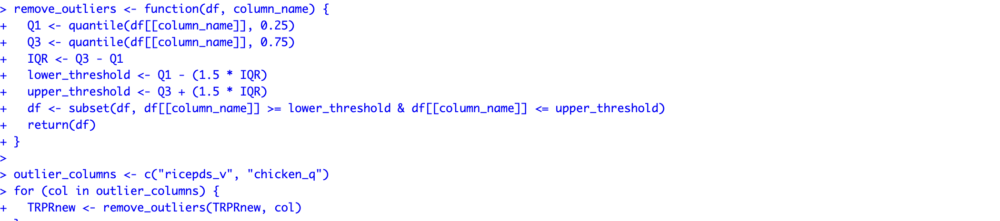 > remove_outliers <- function(df, column_name) {
+   Q1 <- quantile(df[[column_name]], 0.25)
+   Q3 <- quantile(df[[column_name]], 0.75)
+   IQR <- Q3 - Q1
+   lower_threshold <- Q1 - (1.5 * IQR)
+   upper_threshold <- Q3 + (1.5 * IQR)
+   df <- subset(df, df[[column_name]] >= lower_threshold & df[[column_name]] <= upper_threshold)
+   return(df)
+ }
>
> outlier_columns <- c("ricepds_v", "chicken_q")
> for (col in outlier_columns) {
+   TRPRnew <- remove_outliers(TRPRnew, col)